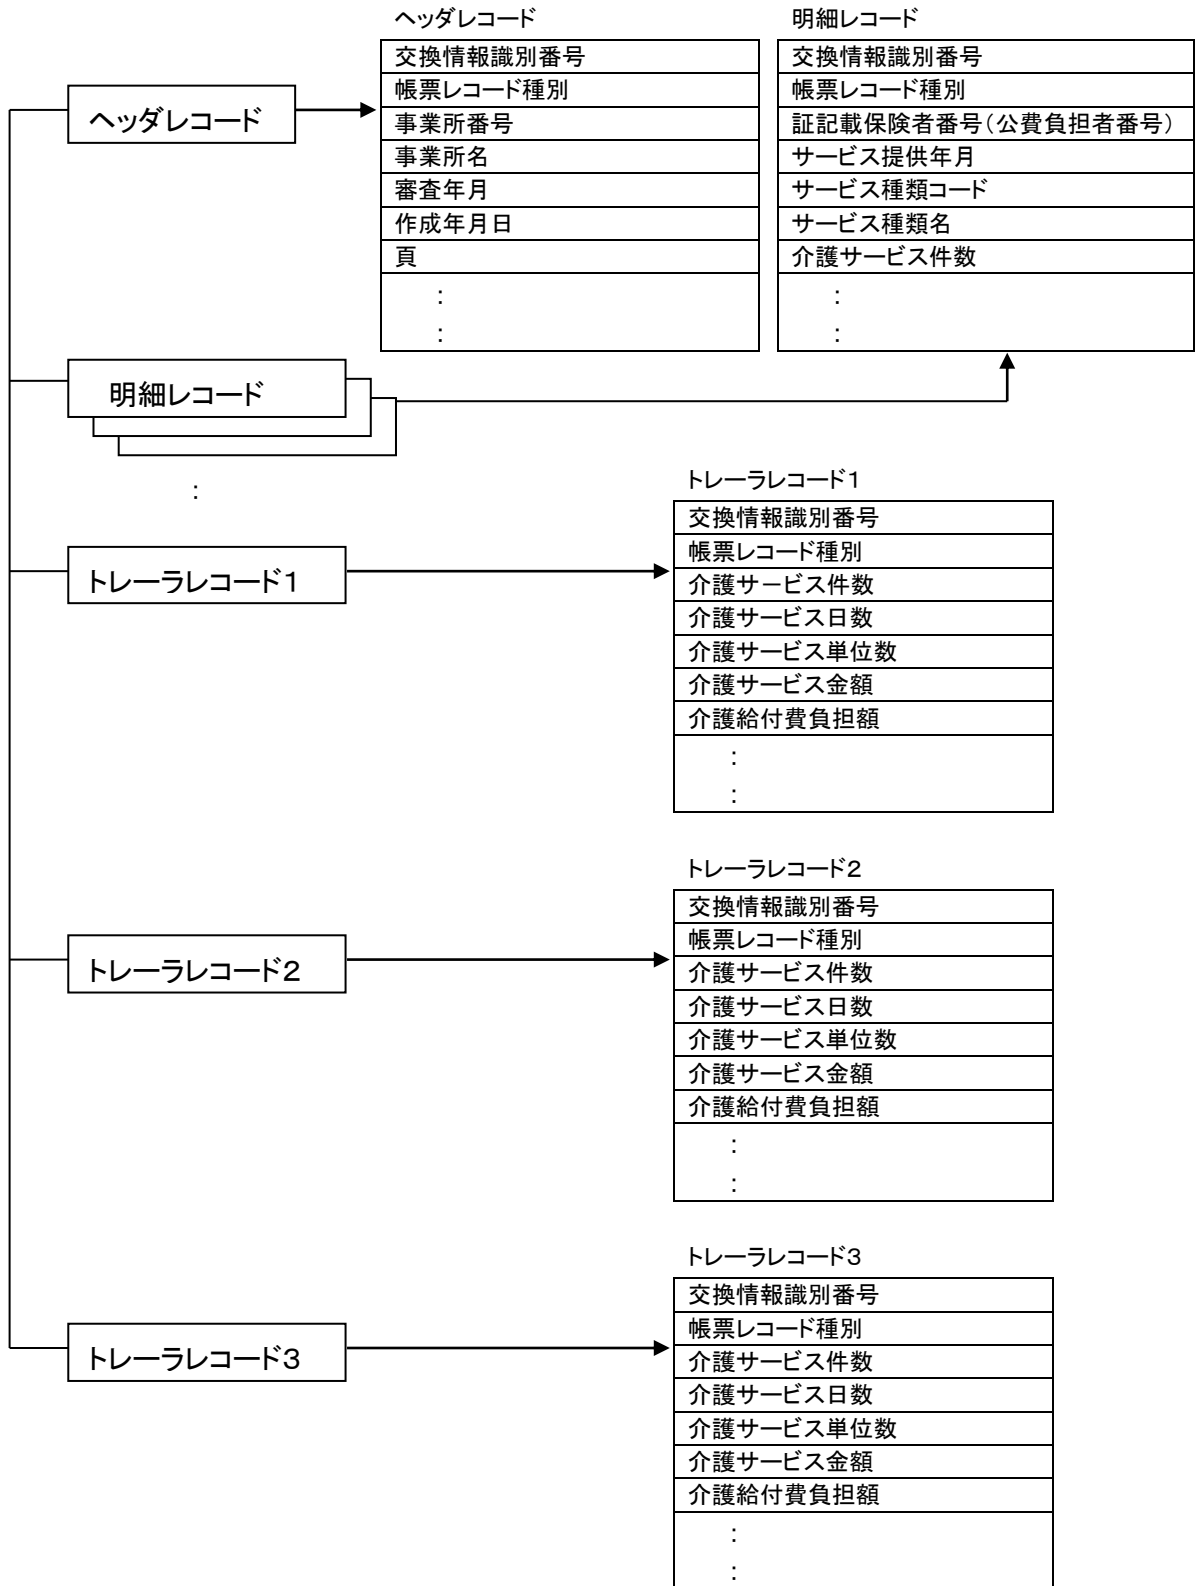 ヘッダレコード
交換情報識別番号
帳票レコード種別
事業所番号
事業所名
審査年月
作成年月日
頁
:
:
明細レコード
交換情報識別番号
帳票レコード種別
証記載保険者番号(公費負担者番号)
サービス提供年月
サービス種類コード
サービス種類名
介護サービス件数
:
:
ヘッダレコード
明細レコード
:
トレーラレコード1
トレーラレコード1
交換情報識別番号
帳票レコード種別
介護サービス件数
介護サービス日数
介護サービス単位数
介護サービス金額
介護給付費負担額
:
:
トレーラレコード2
トレーラレコード2
交換情報識別番号
帳票レコード種別
介護サービス件数
介護サービス日数
介護サービス単位数
介護サービス金額
介護給付費負担額
:
:
トレーラレコード3
トレーラレコード3
交換情報識別番号
帳票レコード種別
介護サービス件数
介護サービス日数
介護サービス単位数
介護サービス金額
介護給付費負担額
:
: